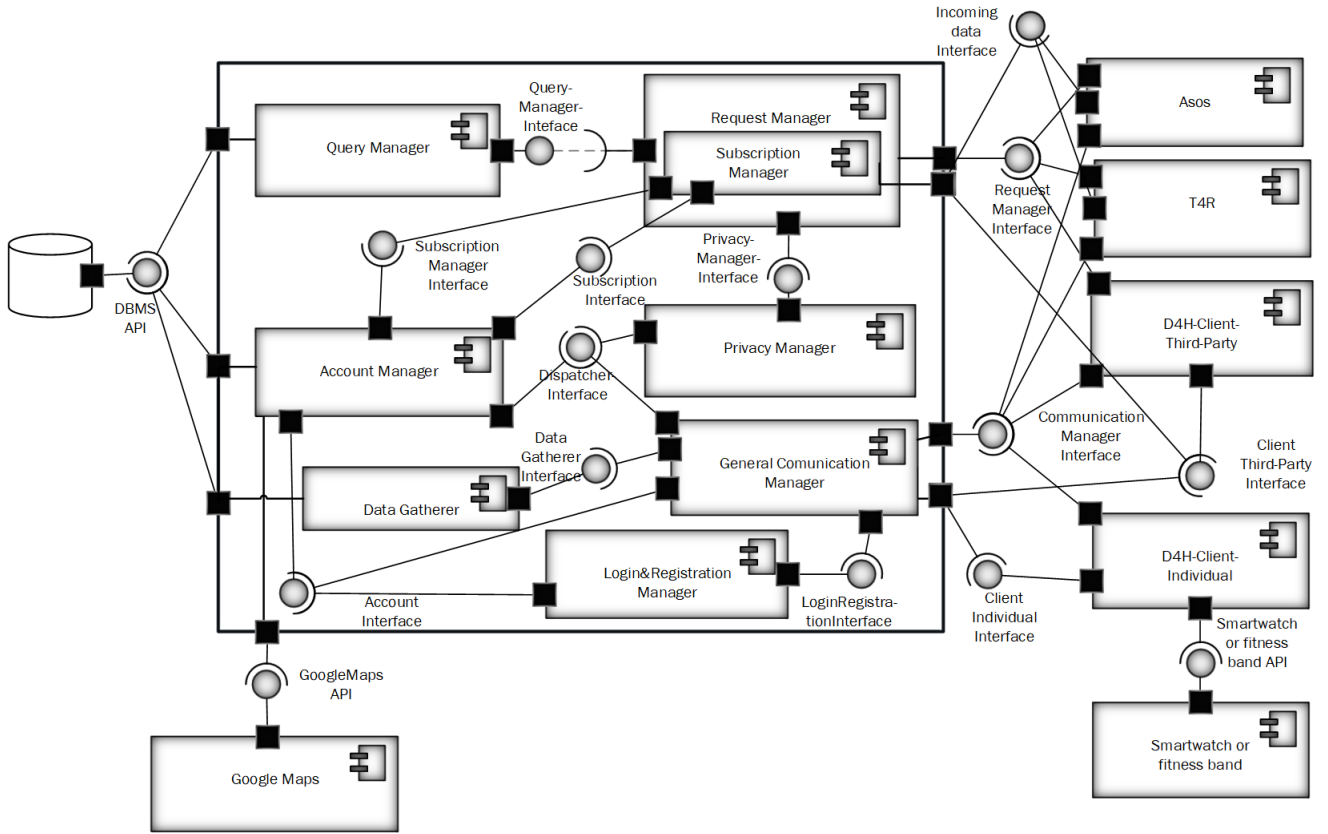 Incoming
data
Interface
Query-
Manager-
Inteface
Asos
Request Manager
Query Manager
Subscription
Manager
Request
Manager
Interface
T4R
Subscription
Manager
Interface
Privacy-
Manager-
Interface
Subscription
Interface
DBMS
API
D4H-Client-
Third-Party
Privacy Manager
Account Manager
Dispatcher-
Interface
Communication
Manager
Interface
Data
Gatherer
Interface
General Comunication
Manager
Client
Third-Party
Interface
Data Gatherer
Login&Registration
Manager
D4H-Client-
Individual
Account
Interface
LoginRegistra-
tionInterface
Client
Individual
Interface
Smartwatch
or fitness
band API
GoogleMaps
API
Google Maps
Smartwatch or
fitness band